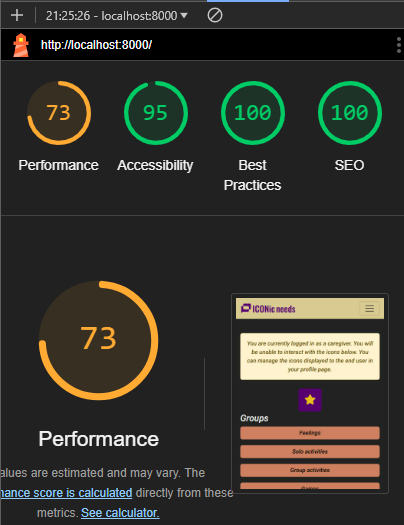 21:25:26 - localhost:8000
http://localhost:8000/
73
95
100
100
Performance
Accessibility
Best
Practices
SEO
73
ICONic needs
You are currently logged in as a caregiver. You will
be unable to interact with the icons below. You
can manage the icons displayed to the end user in
your profile page.
Groups
Feelings
Solo activities
Group activities
Performance
alues are estimated and may vary. The
nance score is calculated directly from these
metrics. See calculator.